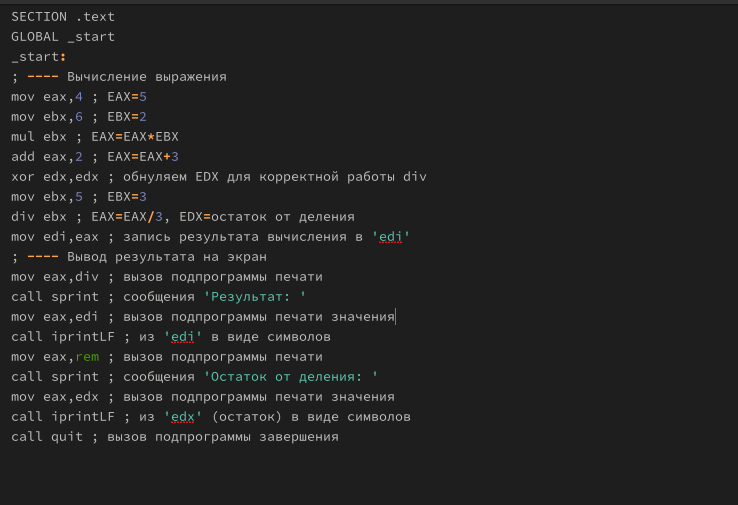 SECTION .text
GLOBAL _start
_start:
; ---- Вычисление выражения
mov eax,4 ; EAX=5
mov ebx,6 ; EBX=2
mul ebx ; EAX=EAX*EBX
add eax,2 ; EAX=EAX+3
xor edx,edx ; обнуляем EDX для корректной работы div
mov ebx,5 ; EBX=3
div ebx ; EAX=EAX/3, EDX=остаток от деления
mov edi,eax ; запись результата вычисления в 'edi'
; ---- Вывод результата на экран
mov eax,div ; вызов подпрограммы печати
call sprint ; сообщения 'Результат: '
mov eax,edi ; вызов подпрограммы печати значения
call iprintLF ; из 'edi' в виде символов
mov eax,rem ; вызов подпрограммы печати
call sprint ; сообщения 'Остаток от деления: '
mov eax,edx ; вызов подпрограммы печати значения
call iprintLF ; из 'edx' (остаток) в виде символов
call quit ; вызов подпрограммы завершения